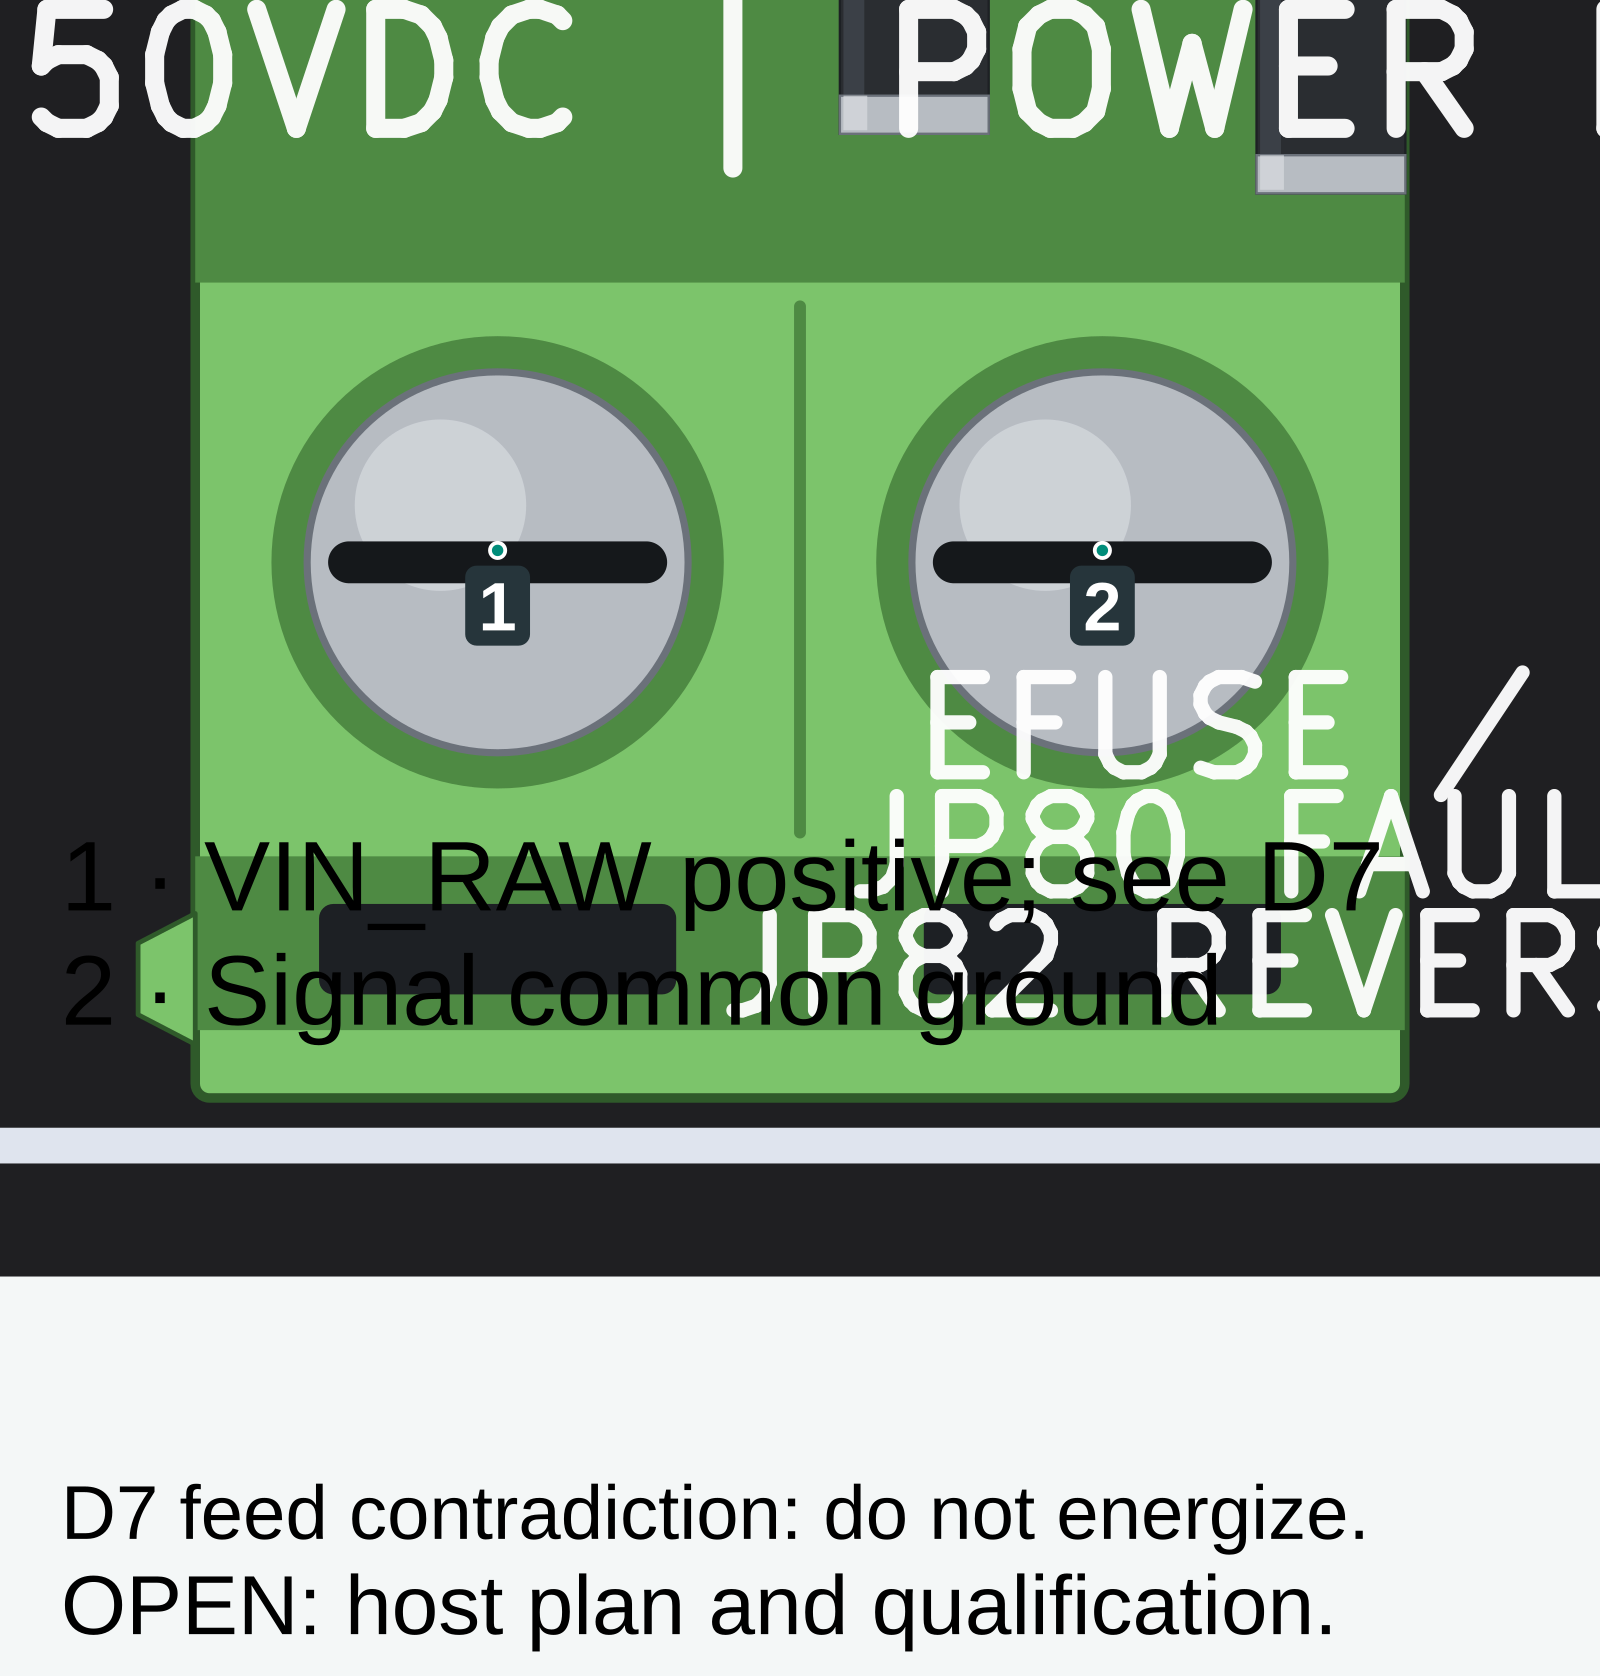 50VDC | POWER
1
2
EFUSE /
JP80 FAUL
1 · VIN_RAW positive; see D7
JP82 REVERS
2 · Signal common ground
D7 feed contradiction: do not energize.
OPEN: host plan and qualification.